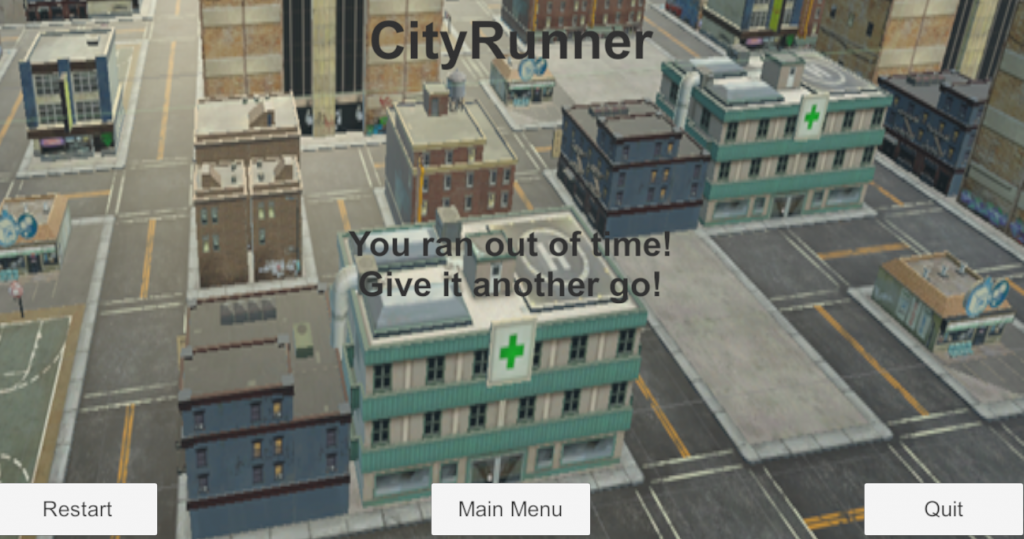 CityRunner
You ran out of time!
Give it another go!
Restart
Main Menu
Quit